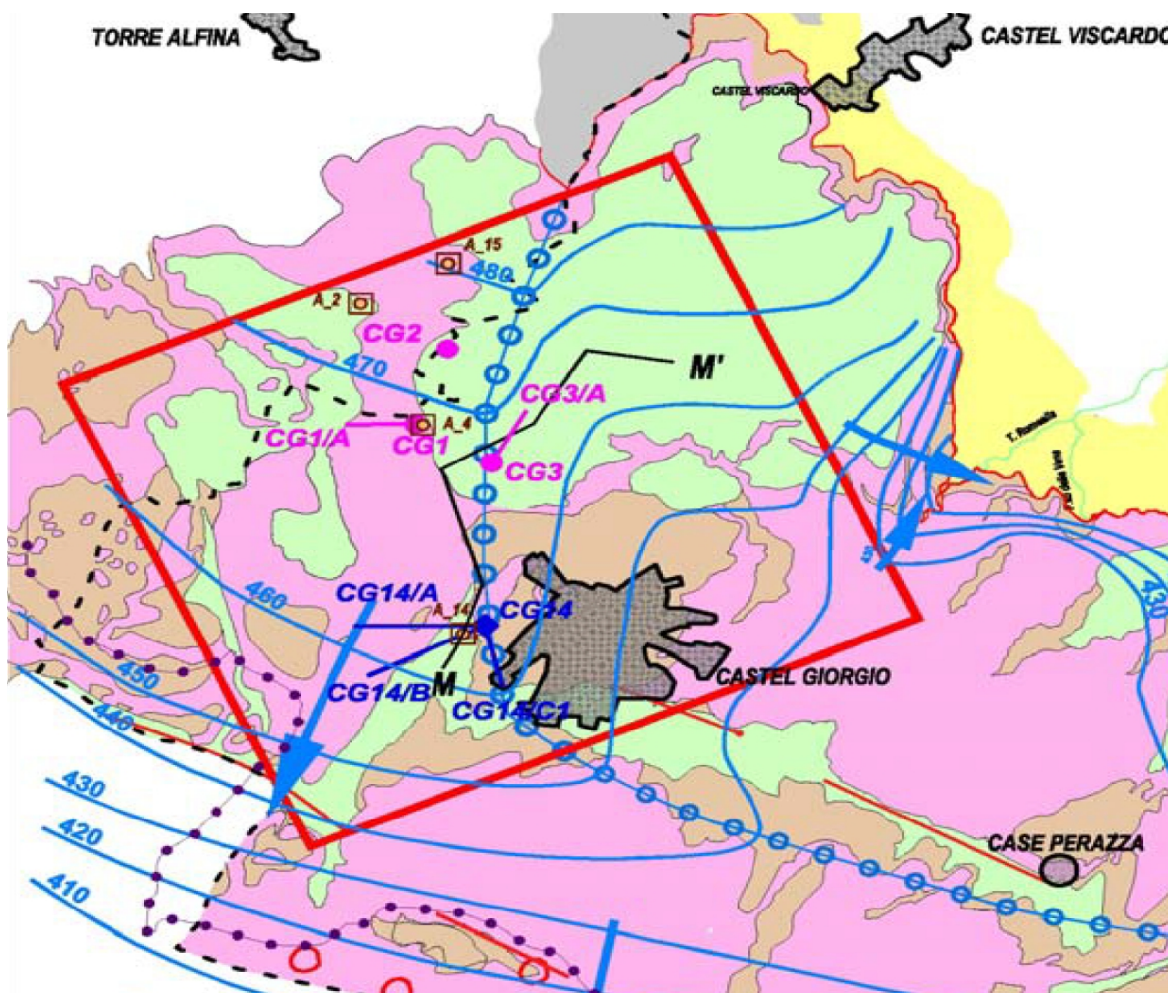 TORRE ALFINA
CASTEL VISCARDO
CASTEL VISCARDO
A_15
480
A_2
CG2
470
M'
CG3/A
T. Romealla
A_4
CG1/A
CG1
CG3
460
CG14/A
430
A_14
CG14
450
CG14/B
M
CASTEL GIORGIO
CG14/C1
440
430
420
CASE PERAZZA
410